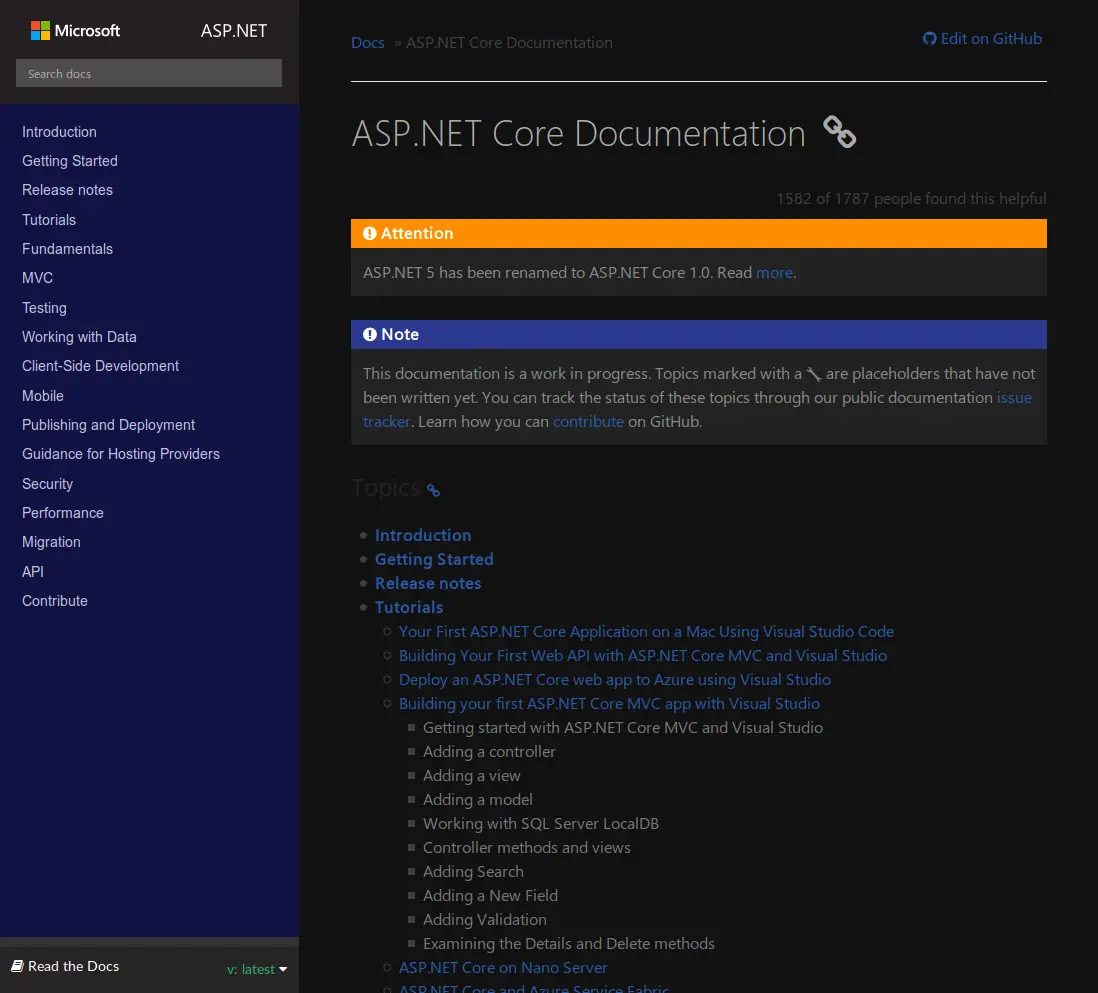 Microsoft
ASP.NET
Search docs
Introduction
Getting Started
Release notes
Tutorials
Fundamentals
MVC
Testing
Working with Data
Client-Side Development
Mobile
Publishing and Deployment
Guidance for Hosting Providers
Security
Performance
Migration
API
Contribute
Read the Docs
v: latest
Docs » ASP.NET Core Documentation
Edit on GitHub
ASP.NET Core Documentation
1582 of 1787 people found this helpful
Attention
ASP.NET 5 has been renamed to ASP.NET Core 1.0. Read more.
Note
This documentation is a work in progress. Topics marked with a are placeholders that have not
been written yet. You can track the status of these topics through our public documentation issue
tracker. Learn how you can contribute on GitHub.
Topics
Introduction
Getting Started
Release notes
Tutorials
Your First ASP.NET Core Application on a Mac Using Visual Studio Code
Building Your First Web API with ASP.NET Core MVC and Visual Studio
Deploy an ASP.NET Core web app to Azure using Visual Studio
Building your first ASP.NET Core MVC app with Visual Studio
Getting started with ASP.NET Core MVC and Visual Studio
Adding a controller
Adding a view
Adding a model
Working with SQL Server LocalDB
Controller methods and views
Adding Search
Adding a New Field
Adding Validation
Examining the Details and Delete methods
ASP.NET Core on Nano Server
ASP.NET Core and Azure Service Fabric